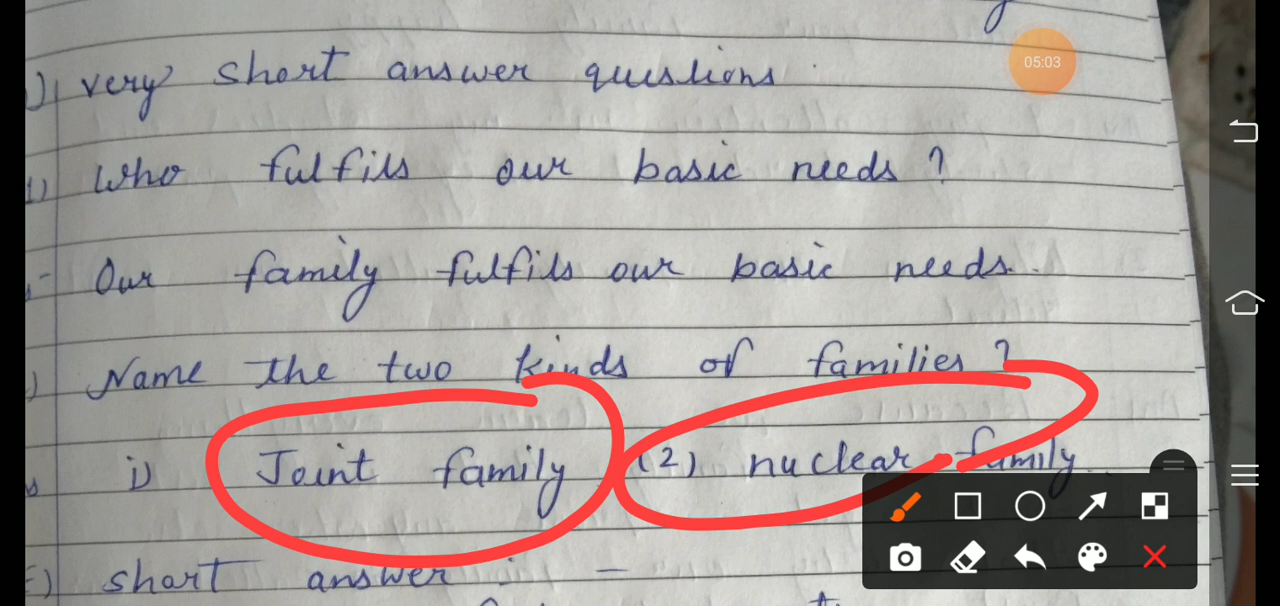 05:03
) very short answer questions
1) Who fulfils our basic needs ?
- Our family fulfils our basic needs.
) Name the two kinds of families ?
s i) Joint family (2) nuclear family
) short answer : -